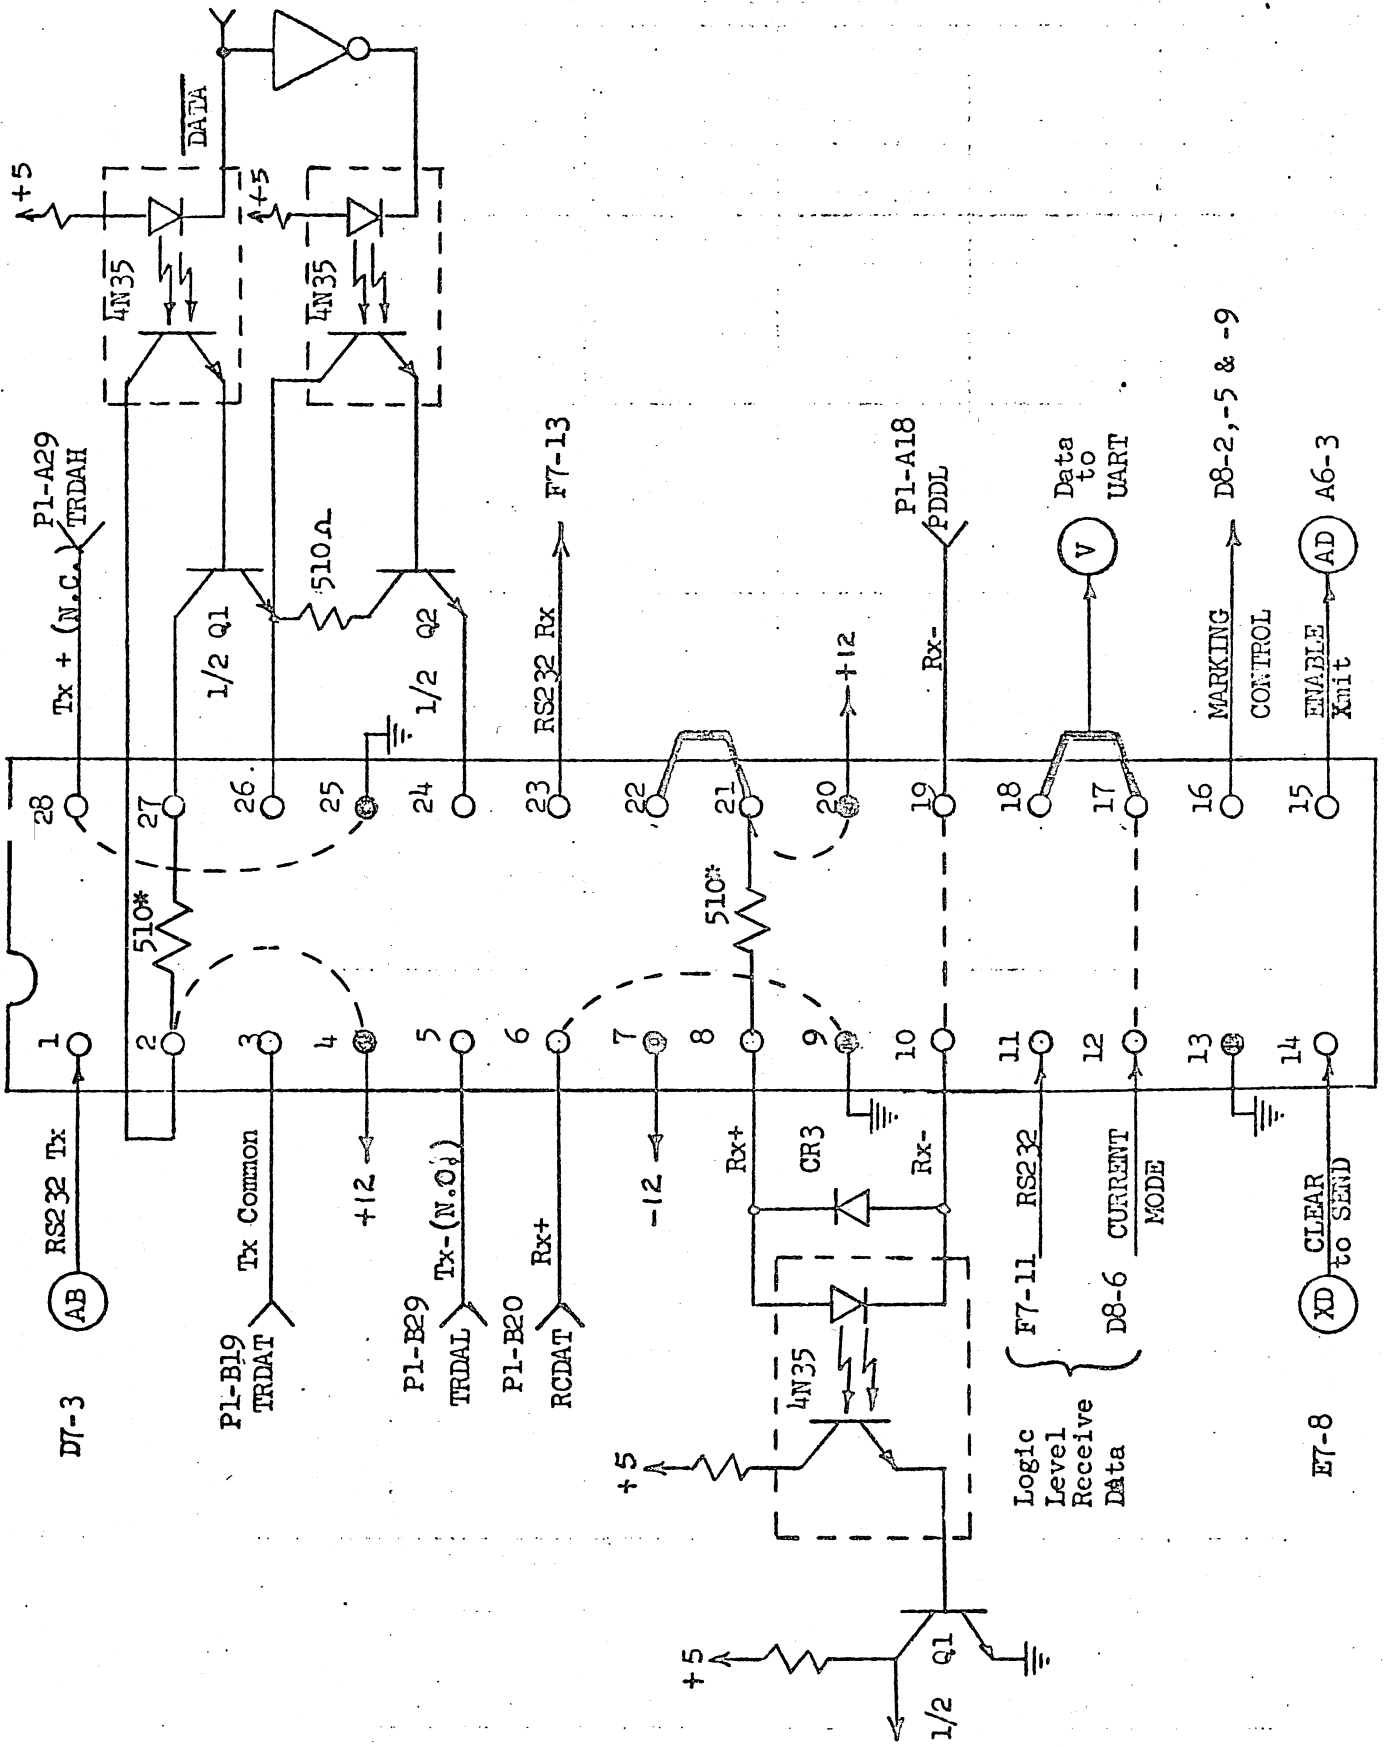 +5
4N35
DATA
+5
4N35
P1-A29
TRDAH
Tx + (N.C.)
1/2 Q1
510Ω
1/2 Q2
RS232 Rx
F7-13
+12
P1-A18
PDDL
Rx-
Data
to
UART
V
MARKING
CONTROL
D8-2,-5 & -9
ENABLE
Xmit
AD
A6-3
28
27
26
25
24
23
22
21
20
19
18
17
16
15
510*
510*
1
2
3
4
5
6
7
8
9
10
11
12
13
14
D7-3
AB
RS232 Tx
P1-B19
TRDAT
Tx Common
+12
P1-B29
TRDAL
Tx-(N.O.)
P1-B20
RCDAT
Rx+
-12
Rx+
CR3
Rx-
4N35
+5
+5
1/2 Q1
Logic
Level
Receive
Data
F7-11 RS232
D8-6 CURRENT
MODE
E7-8
XD
CLEAR
to SEND